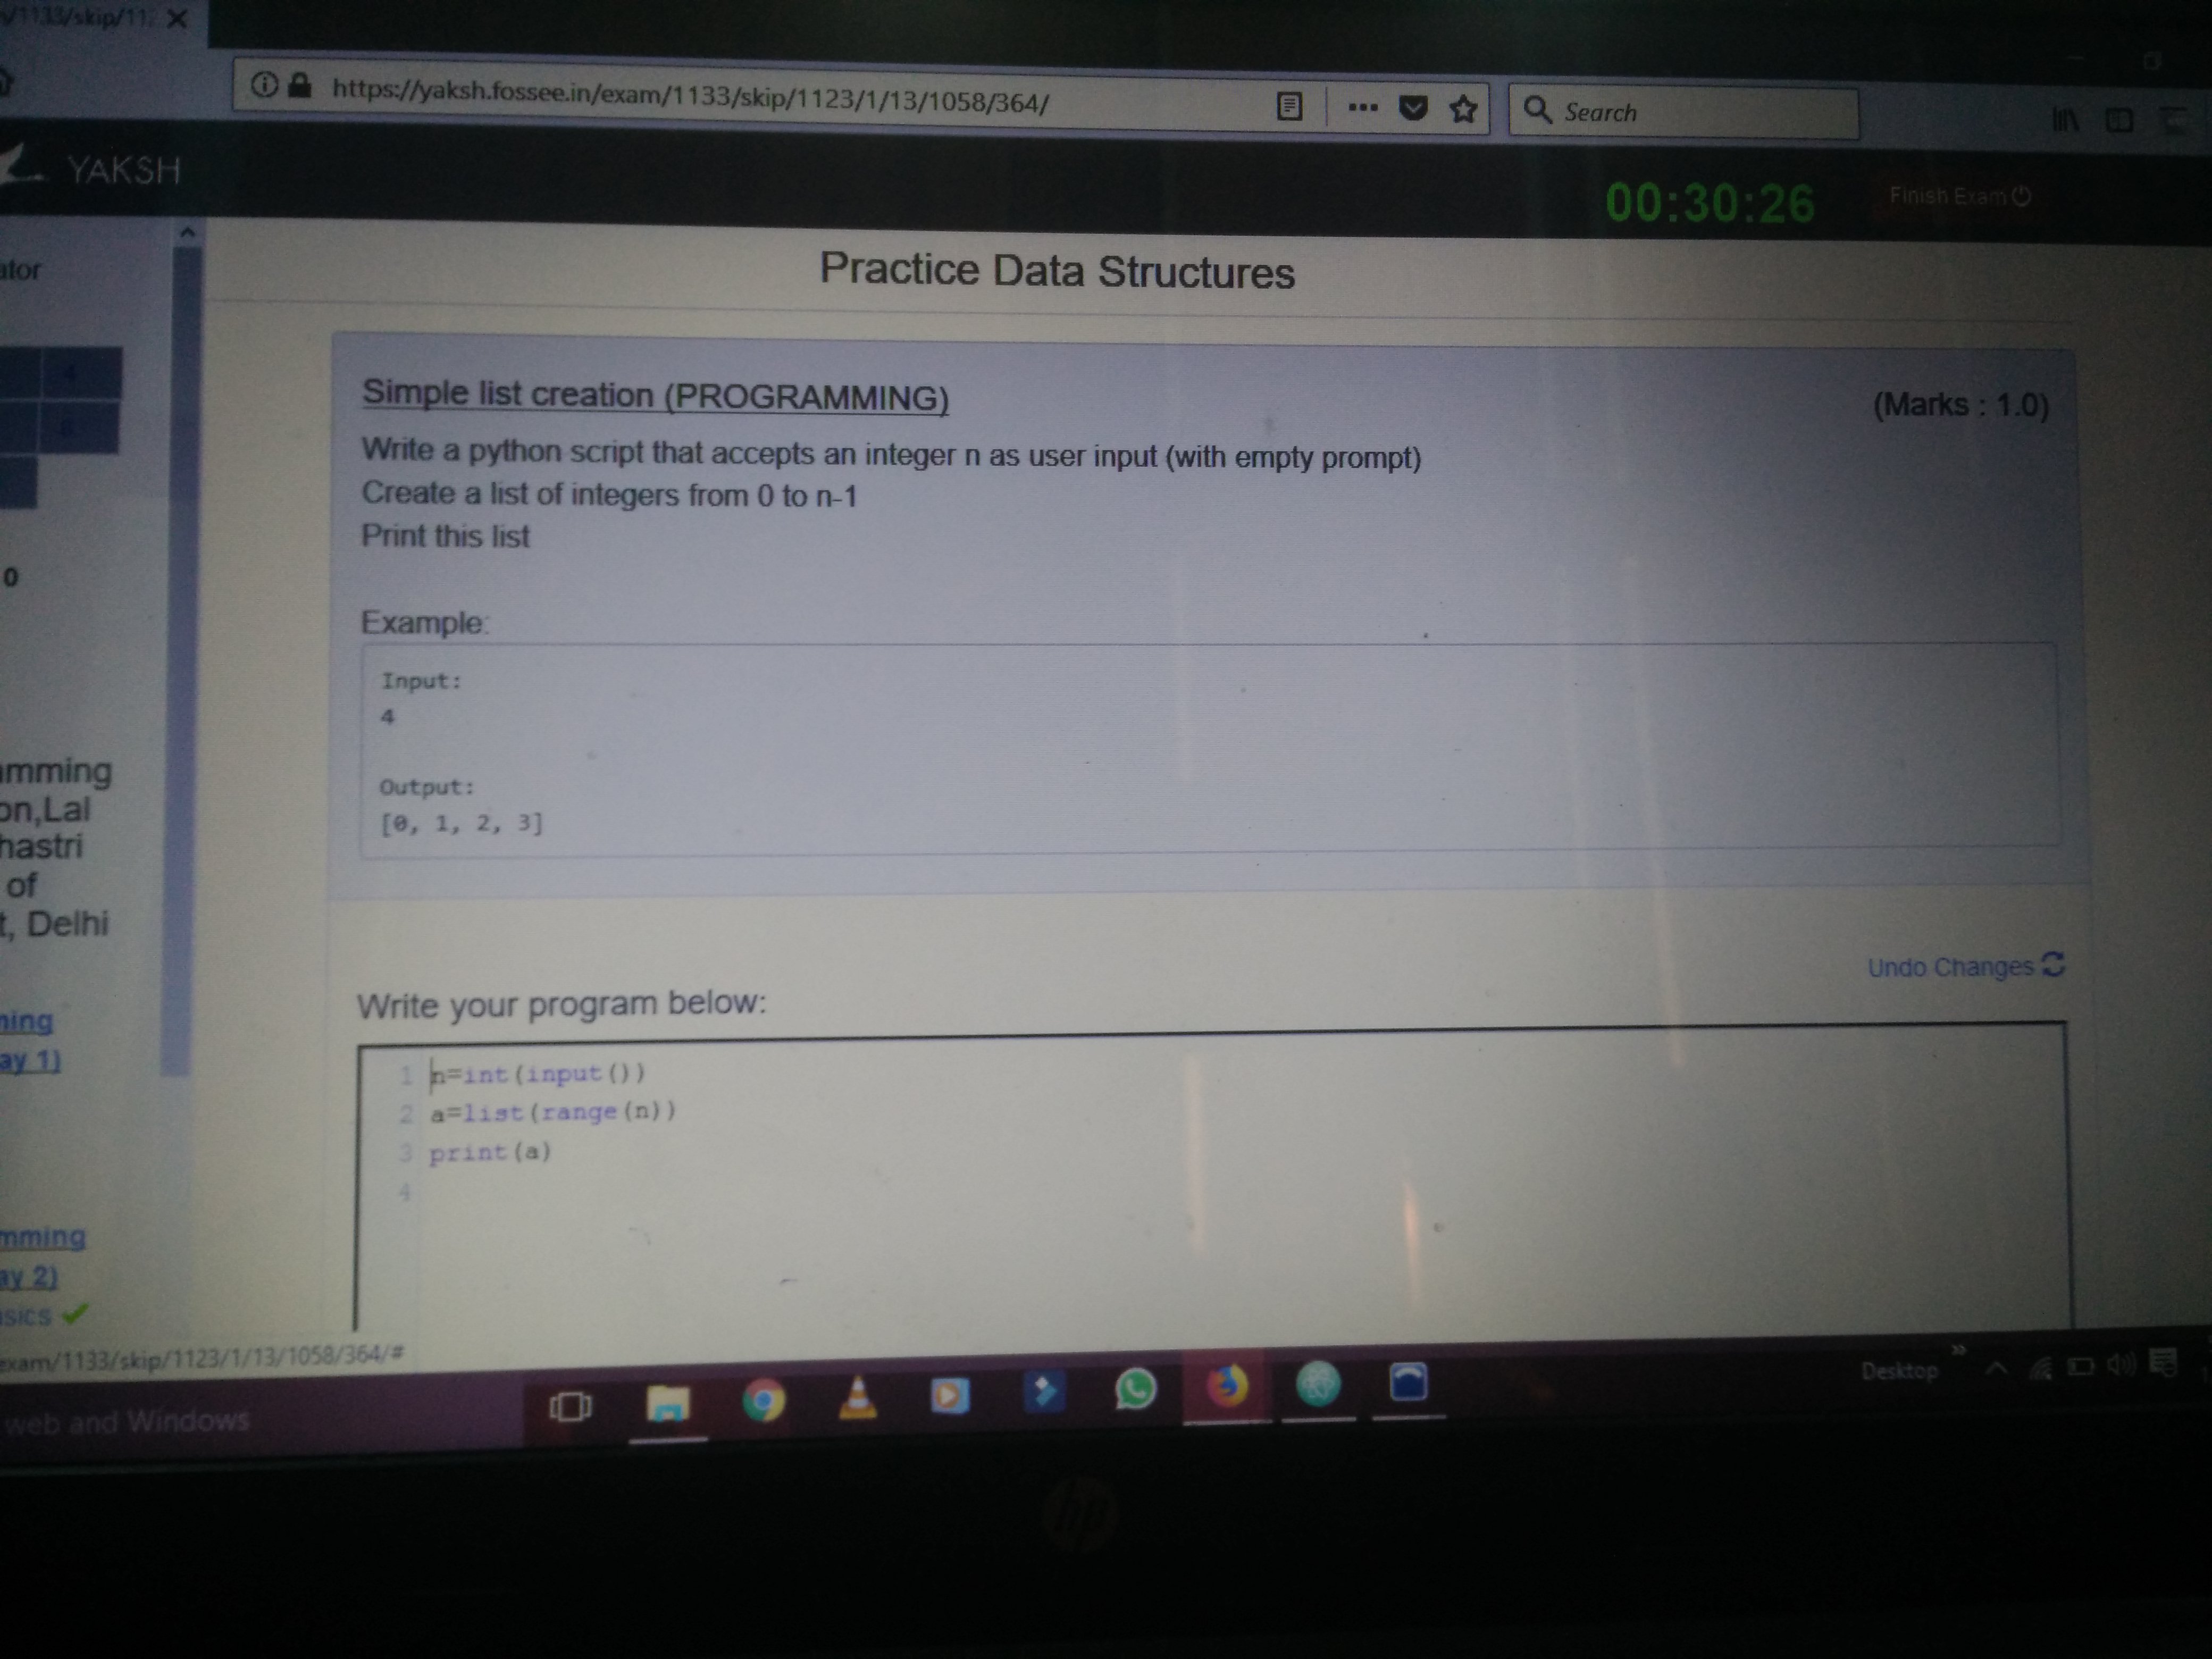 /1133/skip/112
https://yaksh.fossee.in/exam/1133/skip/1123/1/13/1058/364/
Search
YAKSH
00:30:26
Finish Exam
ator
Practice Data Structures
4
Simple list creation (PROGRAMMING)
(Marks : 1.0)
Write a python script that accepts an integer n as user input (with empty prompt)
Create a list of integers from 0 to n-1
Print this list
0
Example:
Input:
4
Output:
[0, 1, 2, 3]
amming
on,Lal
hastri
of
t, Delhi
Undo Changes
Write your program below:
ning
ay 1)
1 n=int(input())
2 a=list(range(n))
3 print(a)
4
mming
ay 2)
asics
exam/1133/skip/1123/1/13/1058/364/#
Desktop
web and Windows
hp